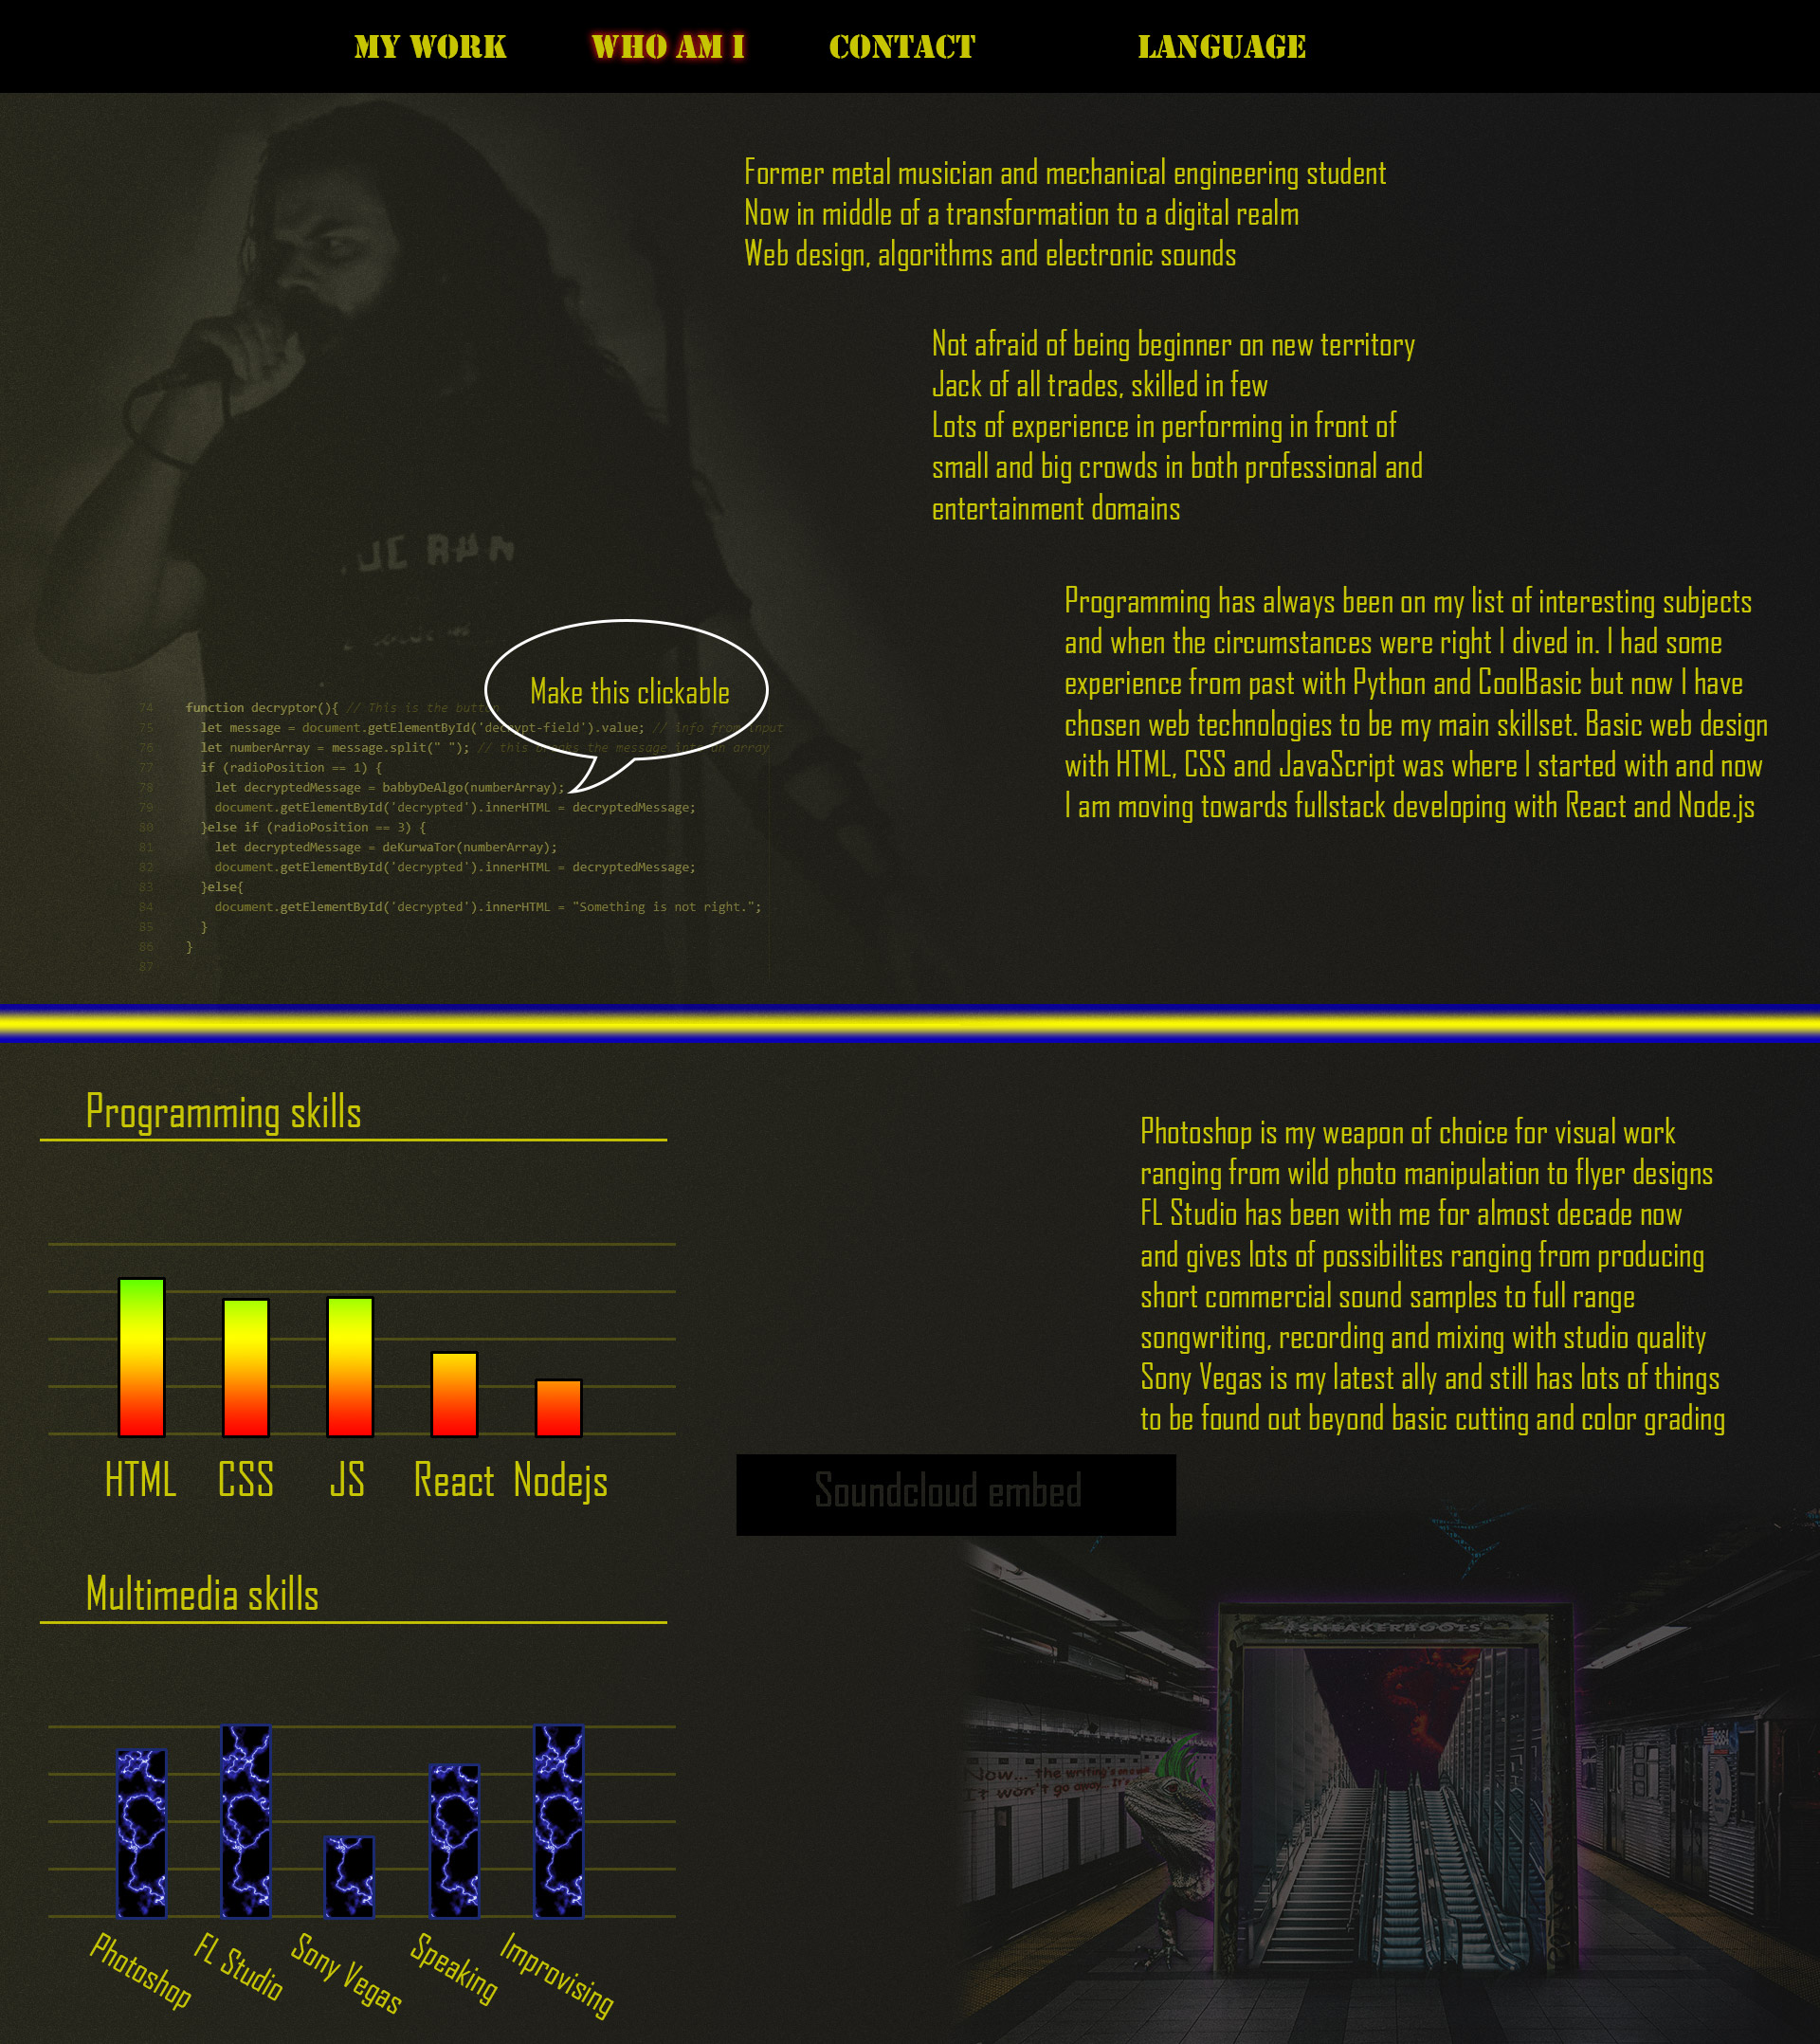 MY WORK
WHO AM I
CONTACT
LANGUAGE
Former metal musician and mechanical engineering student
Now in middle of a transformation to a digital realm
Web design, algorithms and electronic sounds
Not afraid of being beginner on new territory
Jack of all trades, skilled in few
Lots of experience in performing in front of
small and big crowds in both professional and
entertainment domains
Programming has always been on my list of interesting subjects
and when the circumstances were right I dived in. I had some
experience from past with Python and CoolBasic but now I have
chosen web technologies to be my main skillset. Basic web design
with HTML, CSS and JavaScript was where I started with and now
I am moving towards fullstack developing with React and Node.js
Make this clickable
74 function decryptor(){ // This is the button
75 let message = document.getElementById('decrypt-field').value; // info from input
76 let numberArray = message.split(" "); // this breaks the message into an array
77 if (radioPosition == 1) {
78 let decryptedMessage = babbyDeAlgo(numberArray);
79 document.getElementById('decrypted').innerHTML = decryptedMessage;
80 }else if (radioPosition == 3) {
81 let decryptedMessage = deKurwaTor(numberArray);
82 document.getElementById('decrypted').innerHTML = decryptedMessage;
83 }else{
84 document.getElementById('decrypted').innerHTML = "Something is not right.";
85 }
86 }
87
Programming skills
HTML CSS JS React Nodejs
Photoshop is my weapon of choice for visual work
ranging from wild photo manipulation to flyer designs
FL Studio has been with me for almost decade now
and gives lots of possibilites ranging from producing
short commercial sound samples to full range
songwriting, recording and mixing with studio quality
Sony Vegas is my latest ally and still has lots of things
to be found out beyond basic cutting and color grading
Soundcloud embed
Multimedia skills
Photoshop
FL Studio
Sony Vegas
Speaking
Improvising
#SNEAKERBOOTS
Now... the writing's on
It won't go away.. It's